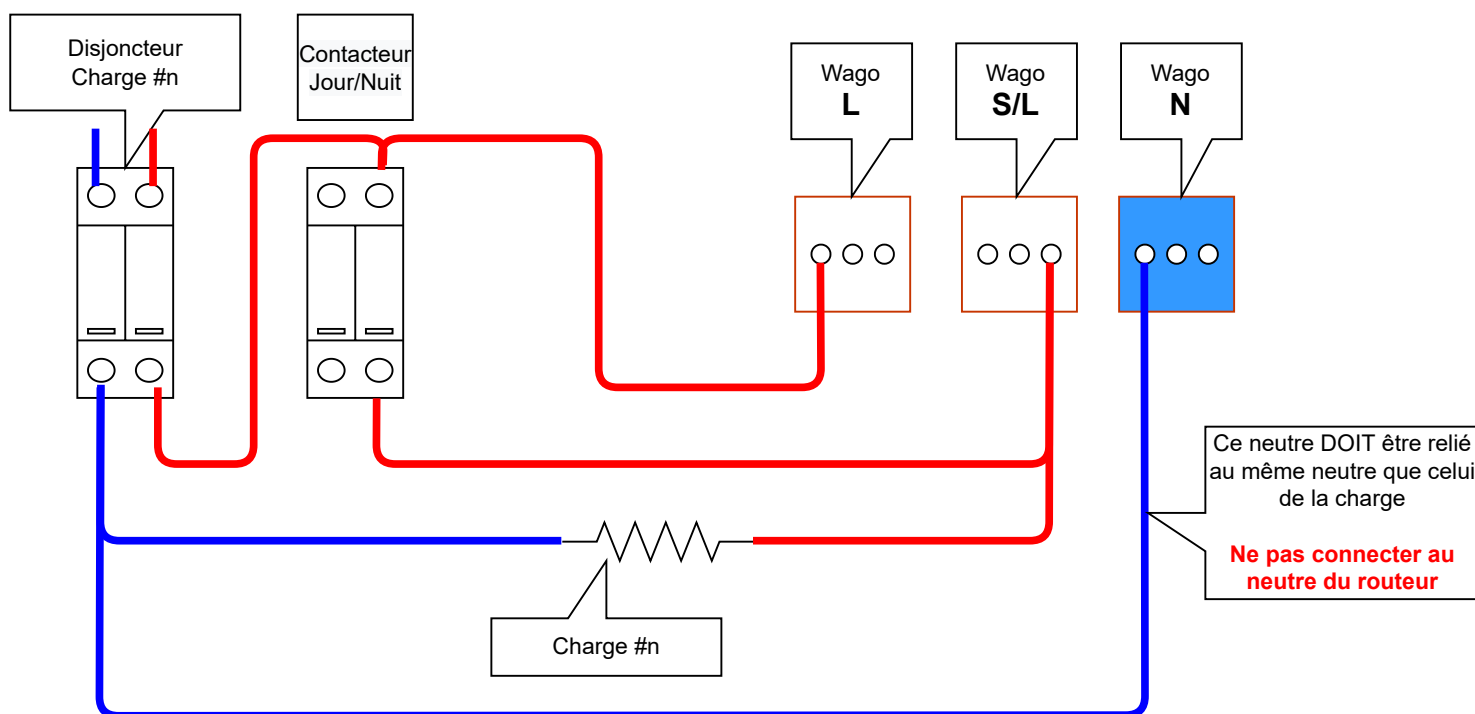 Disjoncteur
Charge #n
Contacteur
Jour/Nuit
Wago
L
Wago
S/L
Wago
N
Ce neutre DOIT être relié
au même neutre que celui
de la charge
Ne pas connecter au
neutre du routeur
Charge #n